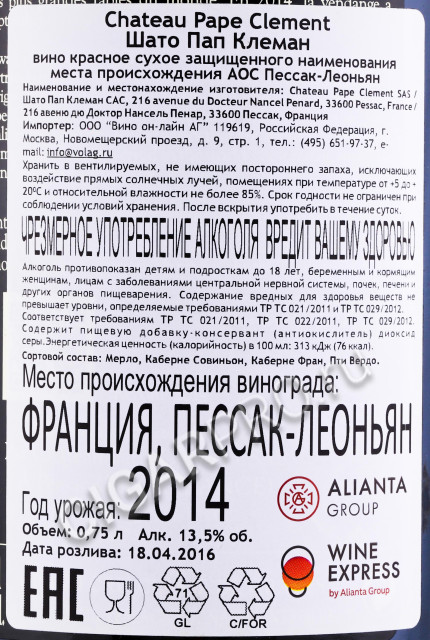 Chateau Pape Clement
Шато Пап Клеман
вино красное сухое защищенного наименования
места происхождения АОС Пессак-Леоньян
Наименование и местонахождение изготовителя: Chateau Pape Clement SAS /
Шато Пап Клеман САС, 216 avenue du Docteur Nancel Penard, 33600 Pessac, France /
216 авеню дю Доктор Нансель Пенар, 33600 Пессак, Франция
Импортер: ООО "Вино он-лайн АГ" 119619, Российская Федерация, г.
Москва, Новомещерский проезд, д. 9, стр. 1, тел.: (495) 651-97-37, e-
mail: info@volag.ru
Хранить в вентилируемых, не имеющих постороннего запаха, исключающих
воздействие прямых солнечных лучей, помещениях при температуре от +5 до +
20°С и относительной влажности не более 85%. Срок годности не ограничен при
соблюдении условий хранения. После вскрытия употребить в течение суток.
ЧРЕЗМЕРНОЕ УПОТРЕБЛЕНИЕ АЛКОГОЛЯ ВРЕДИТ ВАШЕМУ ЗДОРОВЬЮ
Алкоголь противопоказан детям и подросткам до 18 лет, беременным и кормящим
женщинам, лицам с заболеваниями центральной нервной системы, почек, печени и
других органов пищеварения. Содержание вредных для здоровья веществ не
превышает уровни, определяемые требованиями ТР ТС 021/2011 и ТР ТС 029/2012.
Соответствует требованиям ТР ТС 021/2011, ТР ТС 022/2011, ТР ТС 029/2012
Содержит пищевую добавку-консервант (антиокислитель) диоксид
серы. Энергетическая ценность (калорийность) в 100 мл: 313 кДж (76 ккал).
Сортовой состав: Мерло, Каберне Совиньон, Каберне Фран, Пти Вердо.
Место происхождения винограда:
ФРАНЦИЯ, ПЕССАК-ЛЕОНЬЯН
Год урожая: 2014
Объем: 0,75 л Алк. 13,5% об.
Дата розлива: 18.04.2016
ALIANTA
GROUP
WINE
EXPRESS
by Alianta Group
EAC
71
GL
C/FOR